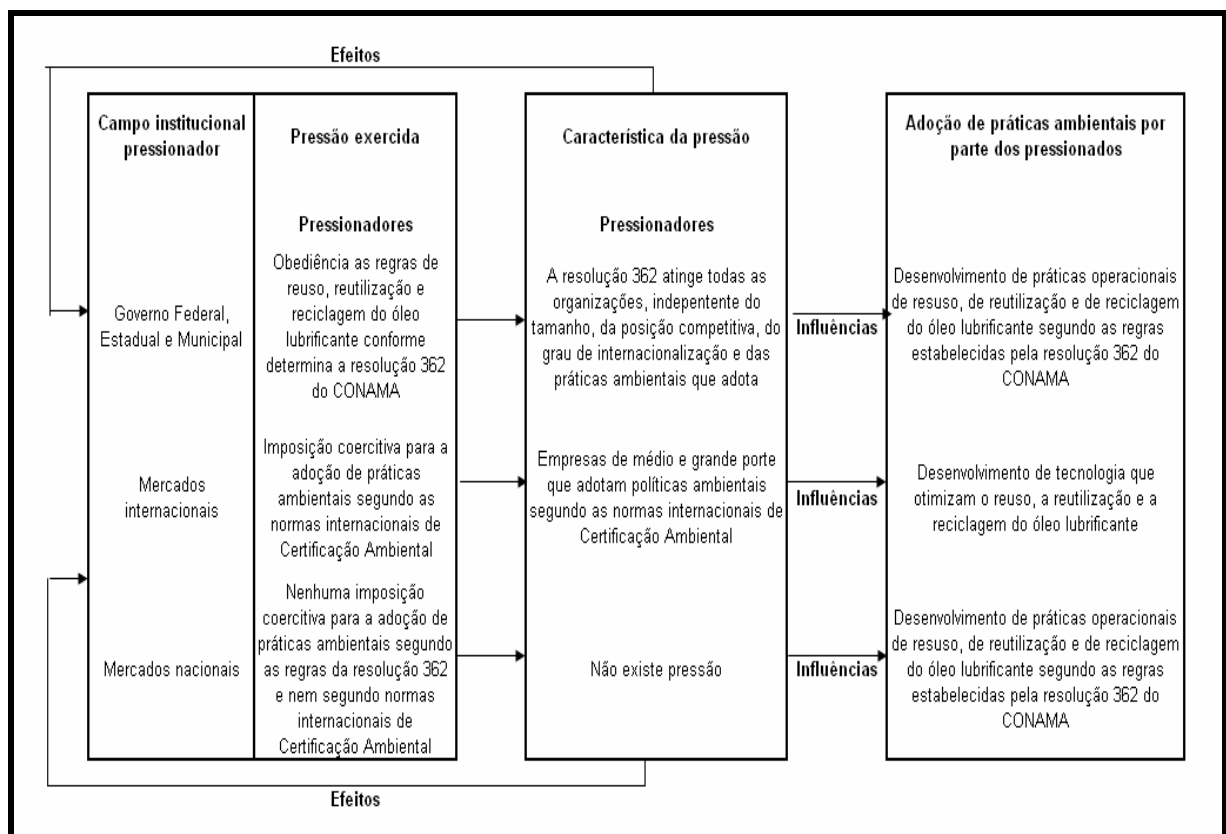 Efeitos
Campo institucional
pressionador
Pressão exercida
Pressionadores
Característica da pressão
Pressionadores
Adoção de práticas ambientais por
parte dos pressionados
Governo Federal,
Estadual e Municipal
Obediência as regras de
reuso, reutilização e
reciclagem do óleo
lubrificante conforme
determina a resolução 362
do CONAMA
A resolução 362 atinge todas as
organizações, indepentente do
tamanho, da posição competitiva, do
grau de internacionalização e das
práticas ambientais que adota
Influências
Desenvolvimento de práticas operacionais
de resuso, de reutilização e de reciclagem
do óleo lubrificante segundo as regras
estabelecidas pela resolução 362 do
CONAMA
Mercados
internacionais
Imposição coercitiva para a
adoção de práticas
ambientais segundo as
normas internacionais de
Certificação Ambiental
Empresas de médio e grande porte
que adotam políticas ambientais
segundo as normas internacionais de
Certificação Ambiental
Influências
Desenvolvimento de tecnologia que
otimizam o reuso, a reutilização e a
reciclagem do óleo lubrificante
Mercados nacionais
Nenhuma imposição
coercitiva para a adoção de
práticas ambientais segundo
as regras da resolução 362
e nem segundo normas
internacionais de
Certificação Ambiental
Não existe pressão
Influências
Desenvolvimento de práticas operacionais
de resuso, de reutilização e de reciclagem
do óleo lubrificante segundo as regras
estabelecidas pela resolução 362 do
CONAMA
Efeitos